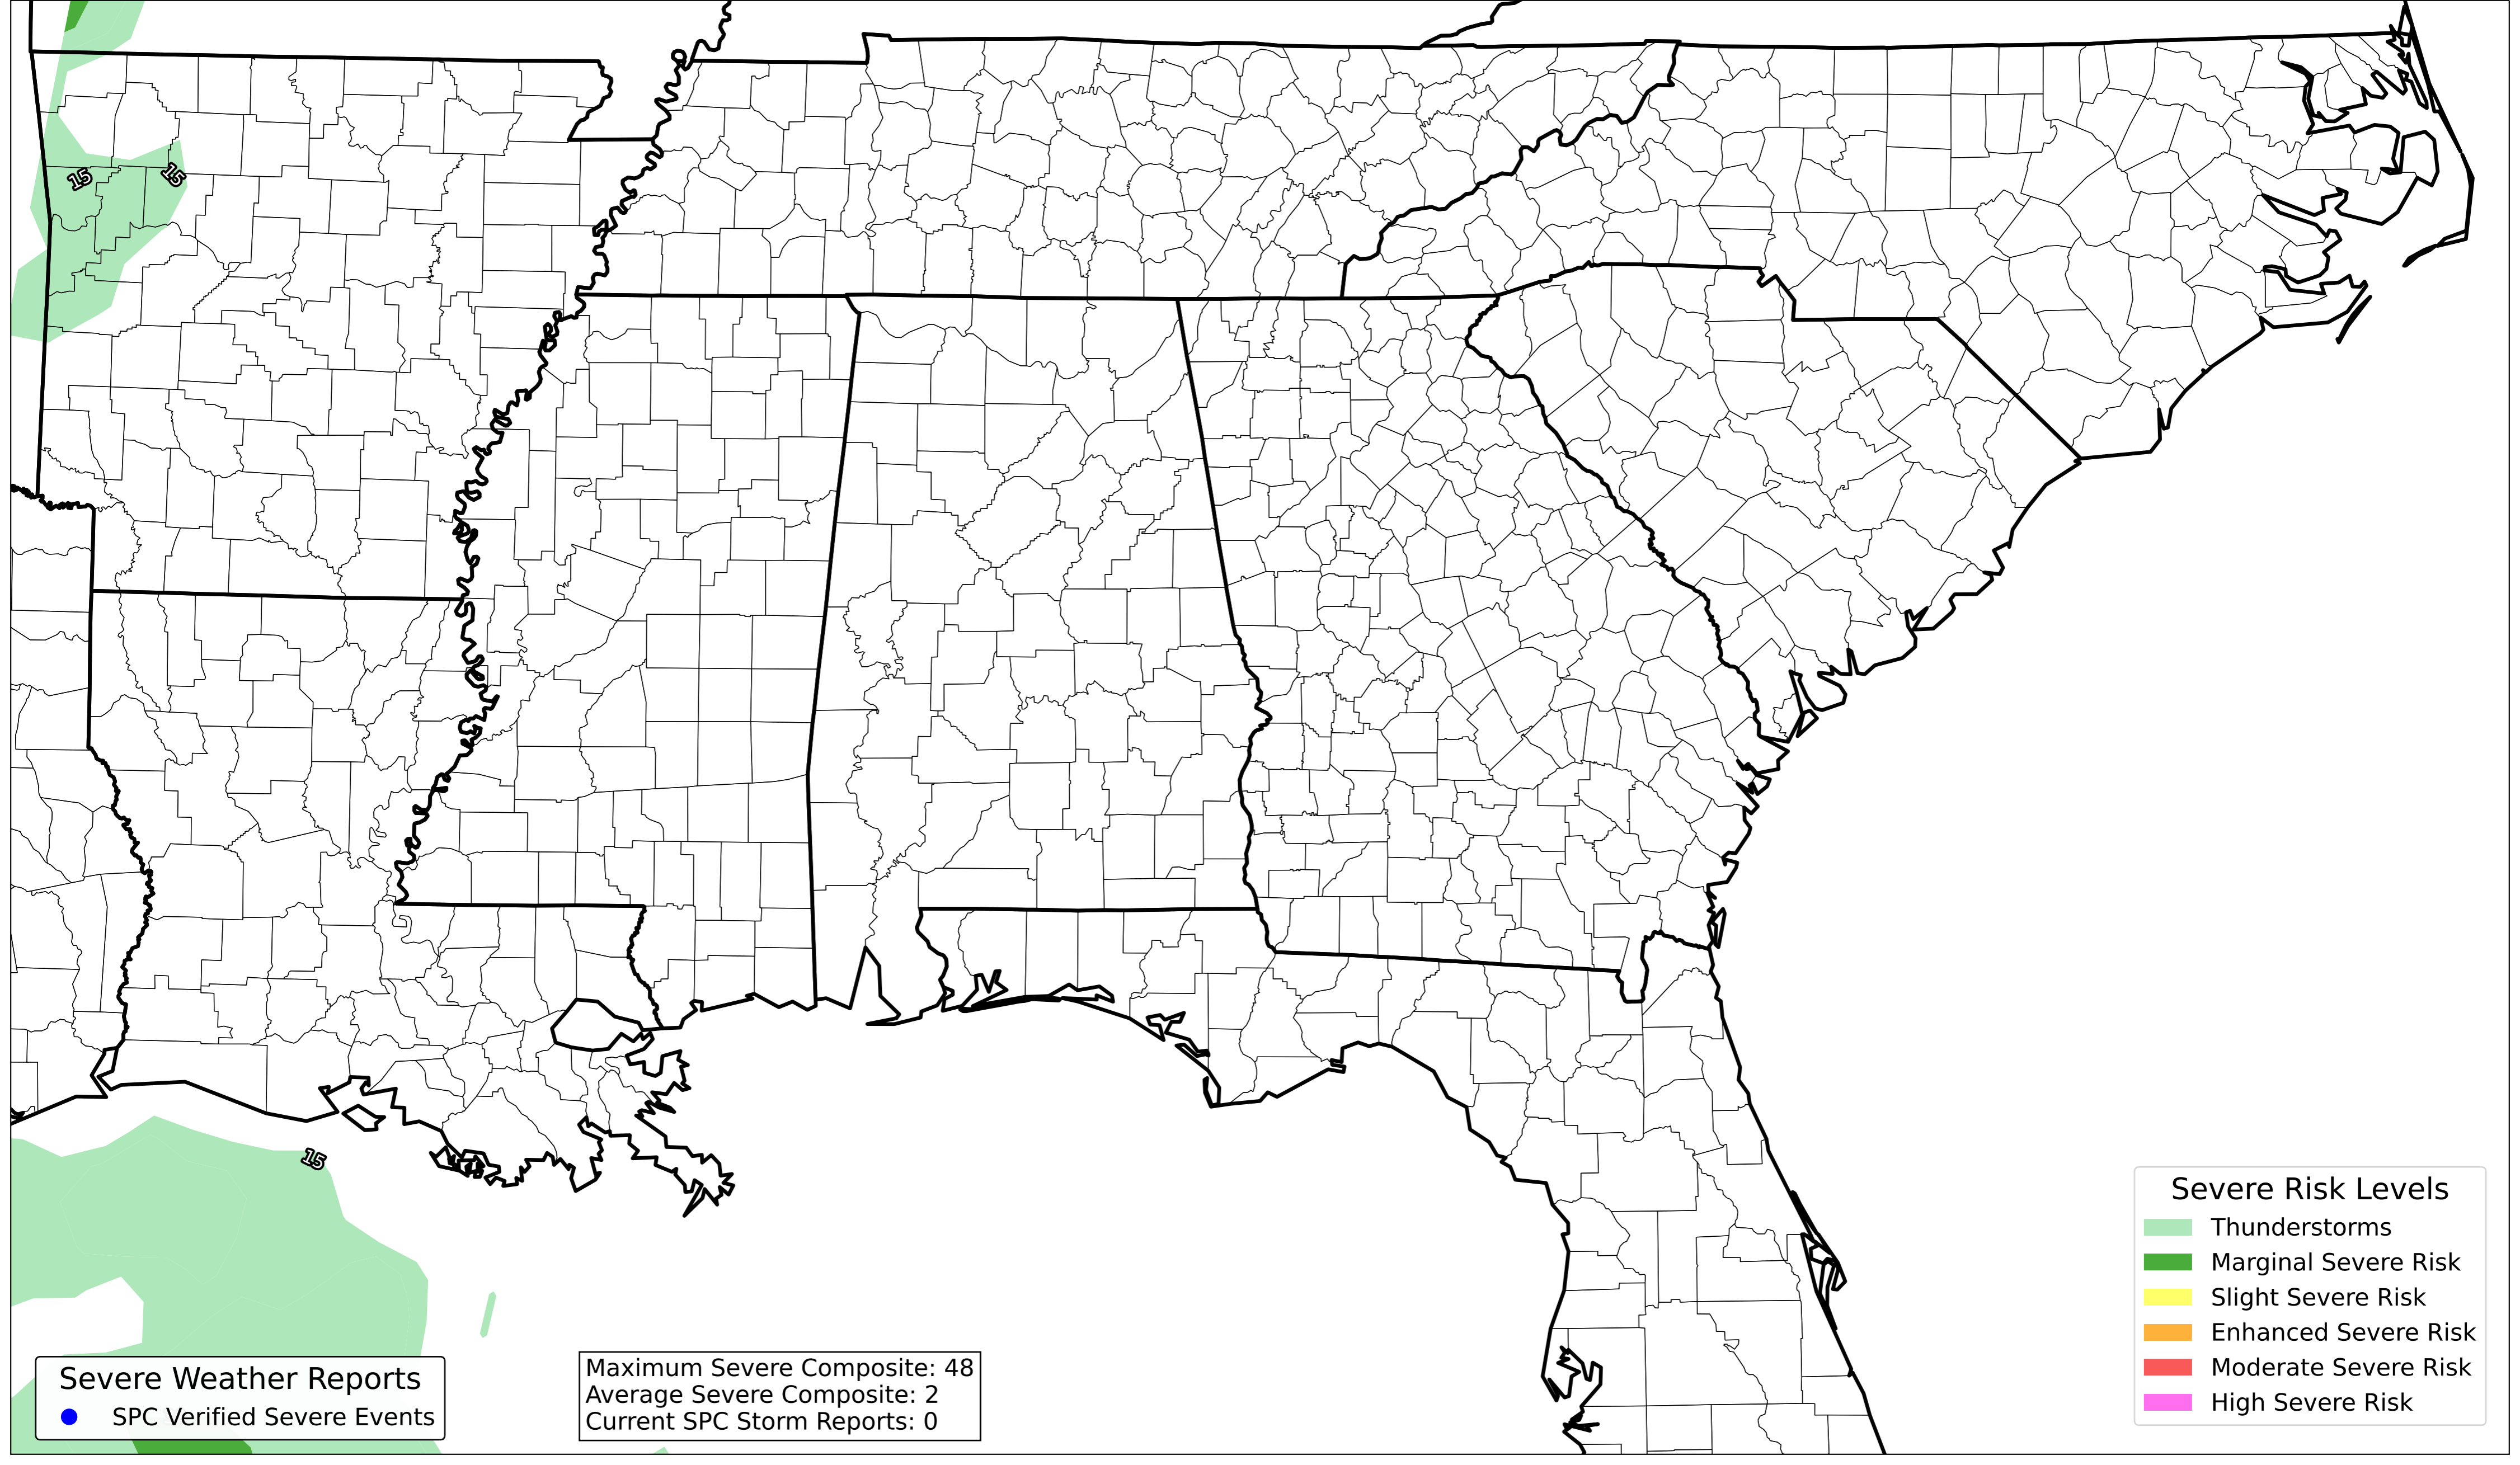 15
15
15
Severe Risk Levels
Thunderstorms
Marginal Severe Risk
Slight Severe Risk
Enhanced Severe Risk
Moderate Severe Risk
High Severe Risk
Severe Weather Reports
SPC Verified Severe Events
Maximum Severe Composite: 48
Average Severe Composite: 2
Current SPC Storm Reports: 0